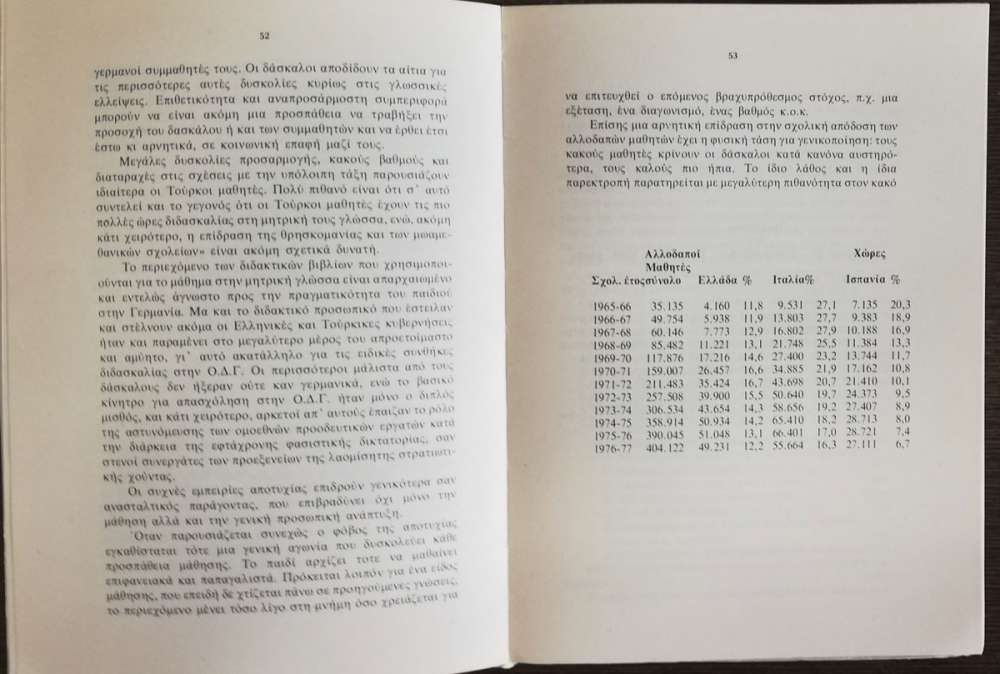 52
γερμανοί συμμαθητές τους. Οι δάσκαλοι αποδίδουν τα αίτια για
τις περισσότερες αυτές δυσκολίες κυρίως στις γλωσσικές
ελλείψεις. Επιθετικότητα και αναπροσάρμοστη συμπεριφορά
μπορούν να είναι ακόμη μια προσπάθεια να τραβήξει την
προσοχή του δασκάλου ή και των συμμαθητών και να έρθει έτσι
έστω κι αρνητικά, σε κοινωνική επαφή μαζί τους.
Μεγάλες δυσκολίες προσαρμογής, κακούς βαθμούς και
διαταραχές στις σχέσεις με την υπόλοιπη τάξη παρουσιάζουν
ιδιαίτερα οι Τούρκοι μαθητές. Πολύ πιθανό είναι ότι σ' αυτό
συντελεί και το γεγονός ότι οι Τούρκοι μαθητές έχουν τις πιο
πολλές ώρες διδασκαλίας στη μητρική τους γλώσσα, ενώ, ακόμη
κάτι χειρότερο, η επίδραση της θρησκομανίας και των μωαμε-
θανικών σχολείων» είναι ακόμη σχετικά δυνατή.
Το περιεχόμενο των διδακτικών βιβλίων που χρησιμοποι-
ούνται για το μάθημα στην μητρική γλώσσα είναι απαρχαιωμένο
και εντελώς άγνωστο προς την πραγματικότητα του παιδιού
στην Γερμανία. Μα και το διδακτικό προσωπικό που έστειλαν
και στέλνουν ακόμα οι Ελληνικές και Τούρκικες κυβερνήσεις
ήταν και παραμένει στο μεγαλύτερο μέρος του απροετοίμαστο
και αμύητο, γι' αυτό ακατάλληλο για τις ειδικές συνθήκες
διδασκαλίας στην Ο.Δ.Γ. Οι περισσότεροι μάλιστα από τους
δάσκαλους δεν ήξεραν ούτε καν γερμανικά, ενώ το βασικό
κίνητρο για απασχόληση στην Ο.Δ.Γ. ήταν μόνο ο διπλός
μισθός, και κάτι χειρότερο, αρκετοί απ' αυτούς έπαιξαν το ρόλο
της αστυνόμευσης των ομοεθνών προοδευτικών εργατών κατά
την διάρκεια της εφτάχρονης φασιστικής δικτατορίας, σαν
στενοί συνεργάτες των προξενείων της λαομίσητης στρατιωτι-
κής χούντας.
Οι συχνές εμπειρίες αποτυχίας επιδρούν γενικότερα σαν
ανασταλτικός παράγοντας, που επιβραδύνει όχι μόνο την
μάθηση αλλά και την γενική προσωπική ανάπτυξη.
Όταν παρουσιάζεται συνεχώς ο φόβος της αποτυχίας
εγκαθίσταται τότε μια γενική αγωνία που δυσκολεύει κάθε
προσπάθεια μάθησης. Το παιδί αρχίζει τότε να μαθαίνει
επιφανειακά και παπαγαλιστά. Πρόκειται λοιπόν για ένα είδος
μάθησης, που επειδή δε χτίζεται πάνω σε προηγούμενες γνώσεις,
το περιεχόμενο μένει τόσο λίγο στη μνήμη όσο χρειάζεται για
53
να επιτευχθεί ο επόμενος βραχυπρόθεσμος στόχος, π.χ. μια
εξέταση, ένα διαγωνισμό, ένας βαθμός κ.ο.κ.
Επίσης μια αρνητική επίδραση στην σχολική απόδοση των
αλλοδαπών μαθητών έχει η φυσική τάση για γενικοποίηση: τους
κακούς μαθητές κρίνουν οι δάσκαλοι κατά κανόνα αυστηρό-
τερα, τους καλούς πιο ήπια. Το ίδιο λάθος και η ίδια
παρεκτροπή παρατηρείται με μεγαλύτερη πιθανότητα στον κακό
Αλλοδαποί Χώρες
Μαθητές
Σχολ. έτοςσύνολο Ελλάδα % Ιταλία% Ισπανία %
1965-66 35.135 4.160 11,8 9.531 27,1 7.135 20,3
1966-67 49.754 5.938 11,9 13.803 27,7 9.383 18,9
1967-68 60.146 7.773 12,9 16.802 27,9 10.188 16,9
1968-69 85.482 11.221 13,1 21.748 25,5 11.384 13,3
1969-70 117.876 17.216 14,6 27.400 23,2 13.744 11,7
1970-71 159.007 26.457 16,6 34.885 21,9 17.162 10,8
1971-72 211.483 35.424 16,7 43.698 20,7 21.410 10,1
1972-73 257.508 39.900 15,5 50.640 19,7 24.373 9,5
1973-74 306.534 43.654 14,3 58.656 19,2 27.407 8,9
1974-75 358.914 50.934 14,2 65.410 18,2 28.713 8,0
1975-76 390.045 51.048 13,1 66.401 17,0 28.721 7,4
1976-77 404.122 49.231 12,2 55.664 16,3 27.111 6,7